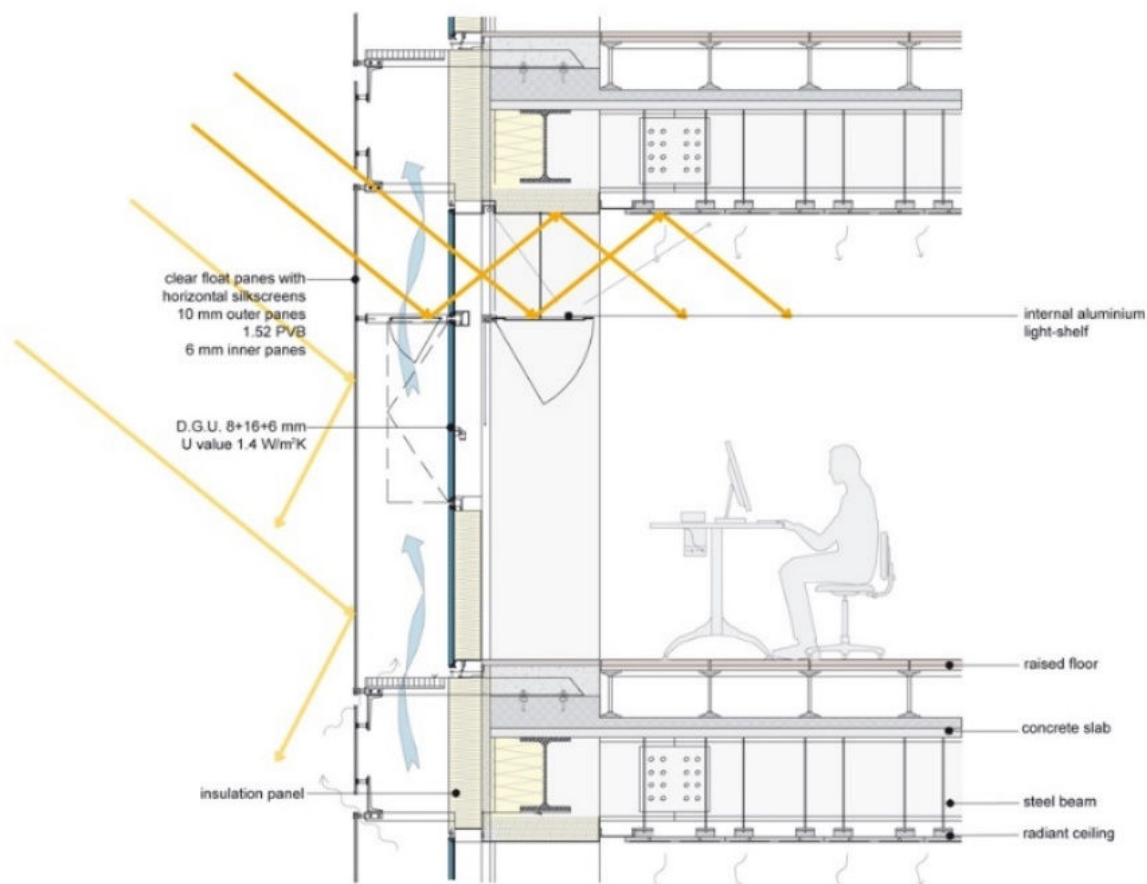 clear float panes with
horizontal silkscreens
10 mm outer panes
1.52 PVB
6 mm inner panes
internal aluminium
light-shelf
D.G.U. 8+16+6 mm
U value 1.4 W/m²K
raised floor
concrete slab
insulation panel
steel beam
radiant ceiling